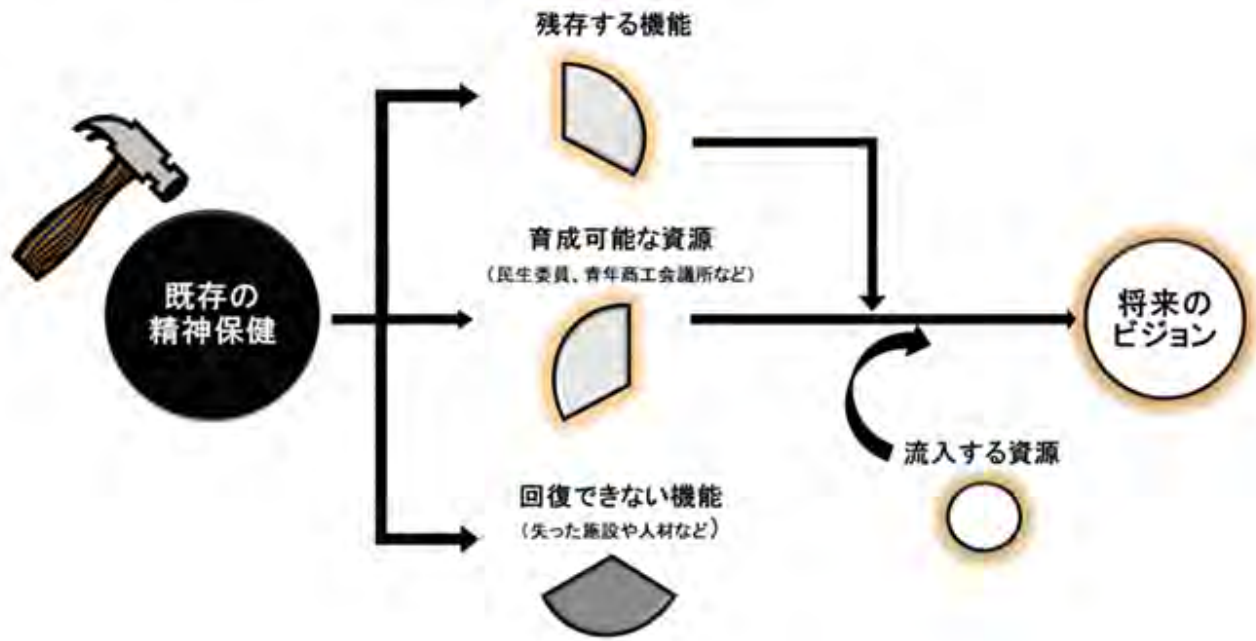 残存する機能
既存の
精神保健
育成可能な資源
(民生委員、青年商工会議所など)
回復できない機能
(失った施設や人材など)
流入する資源
将来の
ビジョン